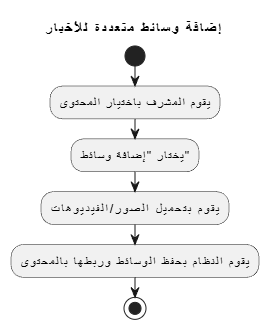 إضافة وسائط متعددة للأخبار
يقوم المشرف باختيار المحتوى
يختار "إضافة وسائط"
يقوم بتحميل الصور/الفيديوهات
يقوم النظام بحفظ الوسائط وربطها بالمحتوى